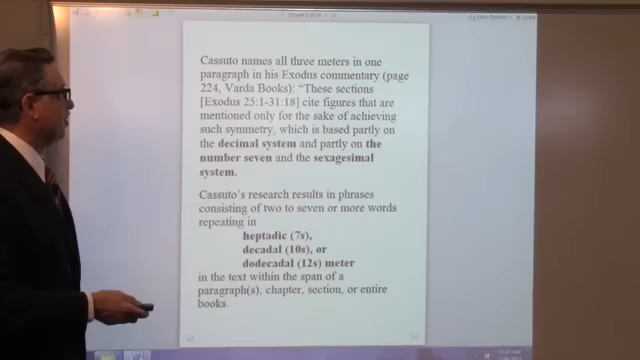 Cassuto names all three meters in one
paragraph in his Exodus commentary (page
224, Varda Books): “These sections
[Exodus 25:1-31:18] cite figures that are
mentioned only for the sake of achieving
such symmetry, which is based partly on
the decimal system and partly on the
number seven and the sexagesimal
system.
Cassuto's research results in phrases
consisting of two to seven or more words
repeating in
heptadic (7s),
decadal (10s), or
dodecadal (12s) meter
in the text within the span of a
paragraph(s), chapter, section, or entire
books.